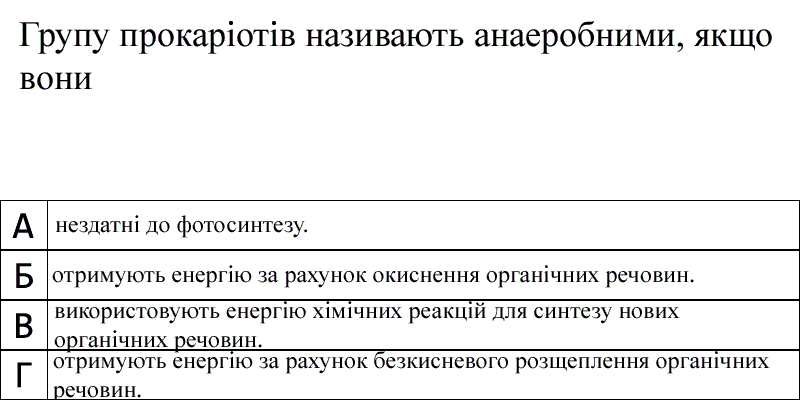 Групу прокаріотів називають анаеробними, якщо
вони
А нездатні до фотосинтезу.
Б отримують енергію за рахунок окиснення органічних речовин.
В використовують енергію хімічних реакцій для синтезу нових
органічних речовин.
Г отримують енергію за рахунок безкисневого розщеплення органічних
речовин.